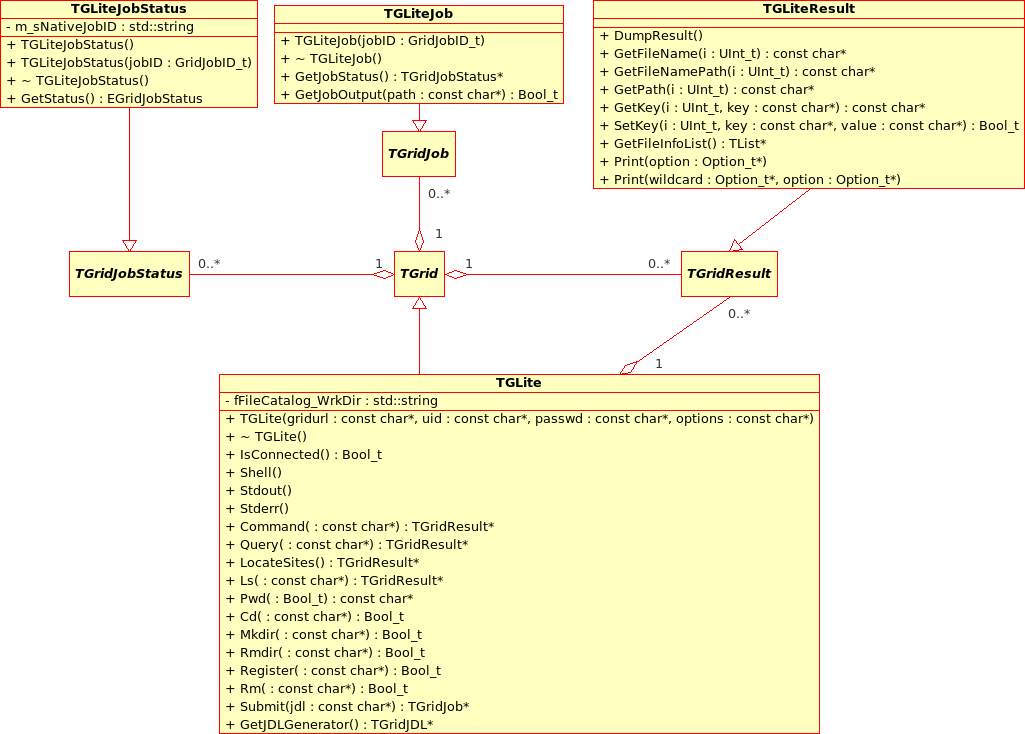 TGLiteJobStatus
- m_sNativeJobID : std::string
+ TGLiteJobStatus()
+ TGLiteJobStatus(jobID : GridJobID_t)
+ ~ TGLiteJobStatus()
+ GetStatus() : EGridJobStatus
TGLiteJob
+ TGLiteJob(jobID : GridJobID_t)
+ ~ TGLiteJob()
+ GetJobStatus() : TGridJobStatus*
+ GetJobOutput(path : const char*) : Bool_t
TGLiteResult
+ DumpResult()
+ GetFileName(i : UInt_t) : const char*
+ GetFileNamePath(i : UInt_t) : const char*
+ GetPath(i : UInt_t) : const char*
+ GetKey(i : UInt_t, key : const char*) : const char*
+ SetKey(i : UInt_t, key : const char*, value : const char*) : Bool_t
+ GetFileInfoList() : TList*
+ Print(option : Option_t*)
+ Print(wildcard : Option_t*, option : Option_t*)
TGridJob
0..*
1
TGridJobStatus
0..*
1
TGrid
1
0..*
TGridResult
0..*
1
TGLite
- fFileCatalog_WrkDir : std::string
+ TGLite(gridurl : const char*, uid : const char*, passwd : const char*, options : const char*)
+ ~ TGLite()
+ IsConnected() : Bool_t
+ Shell()
+ Stdout()
+ Stderr()
+ Command( : const char*) : TGridResult*
+ Query( : const char*) : TGridResult*
+ LocateSites() : TGridResult*
+ Ls( : const char*) : TGridResult*
+ Pwd( : Bool_t) : const char*
+ Cd( : const char*) : Bool_t
+ Mkdir( : const char*) : Bool_t
+ Rmdir( : const char*) : Bool_t
+ Register( : const char*) : Bool_t
+ Rm( : const char*) : Bool_t
+ Submit(jdl : const char*) : TGridJob*
+ GetJDLGenerator() : TGridJDL*